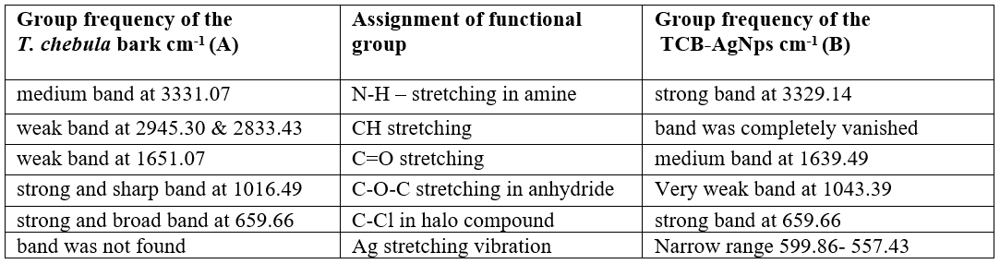 Group frequency of the
T. chebula bark cm-1 (A)
Assignment of functional
group
Group frequency of the
TCB-AgNps cm-1 (B)
medium band at 3331.07
N-H – stretching in amine
strong band at 3329.14
weak band at 2945.30 & 2833.43
CH stretching
band was completely vanished
weak band at 1651.07
C=O stretching
medium band at 1639.49
strong and sharp band at 1016.49
C-O-C stretching in anhydride
Very weak band at 1043.39
strong and broad band at 659.66
C-Cl in halo compound
strong band at 659.66
band was not found
Ag stretching vibration
Narrow range 599.86- 557.43